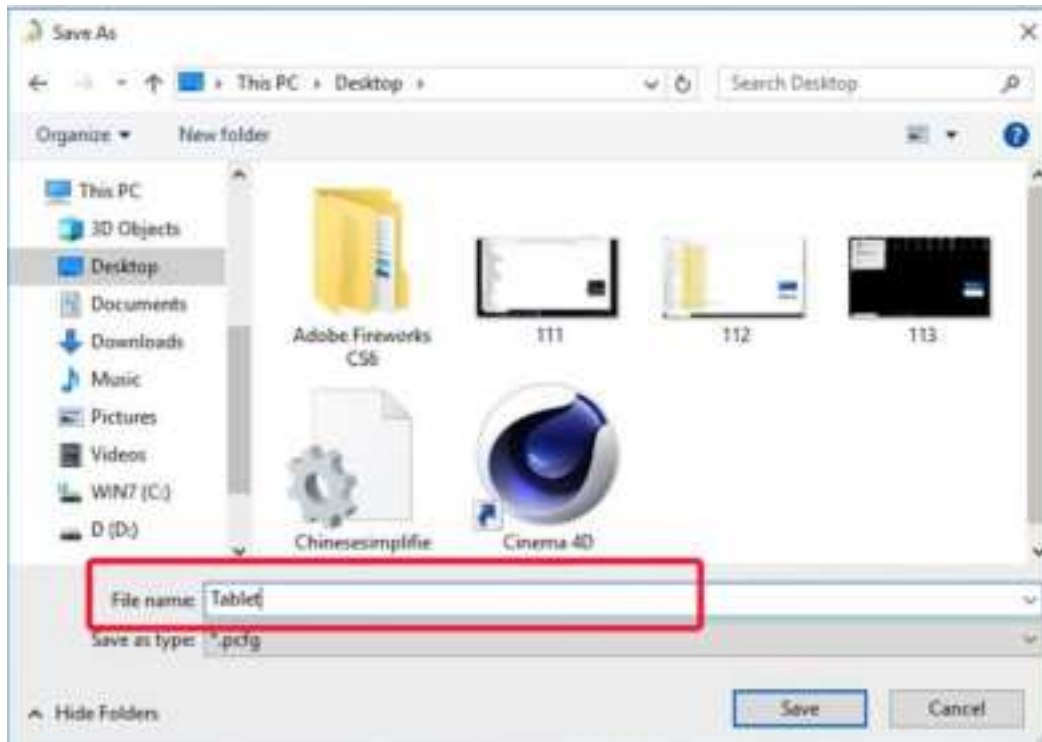 Save As
This PC › Desktop ›
Search Desktop
Organize
New folder
This PC
3D Objects
Desktop
Documents
Downloads
Music
Pictures
Videos
WIN7 (C:)
D (D:)
Adobe Fireworks
CS6
111
112
113
Chinesesimplifie
Cinema 4D
File name: Tablet
Save as type: *.pcfg
Hide Folders
Save
Cancel